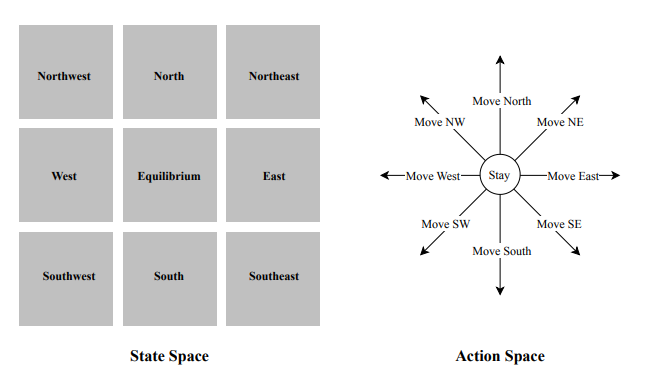 Northwest
North
Northeast
West
Equilibrium
East
Southwest
South
Southeast
State Space
Move North
Move NW
Move NE
Move West
Stay
Move East
Move SW
Move SE
Move South
Action Space